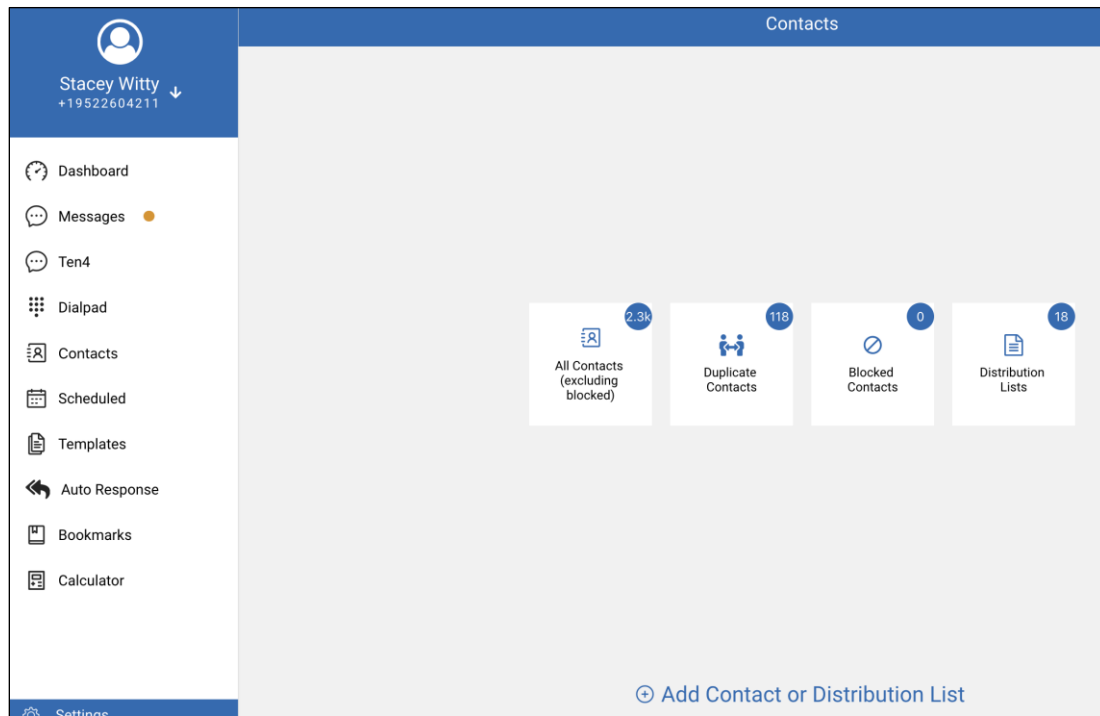 Contacts
Stacey Witty
+19522604211
Dashboard
Messages
Ten4
Dialpad
Contacts
Scheduled
Templates
Auto Response
Bookmarks
Calculator
Settings
2.3k
All Contacts
(excluding
blocked)
118
Duplicate
Contacts
0
Blocked
Contacts
18
Distribution
Lists
Add Contact or Distribution List